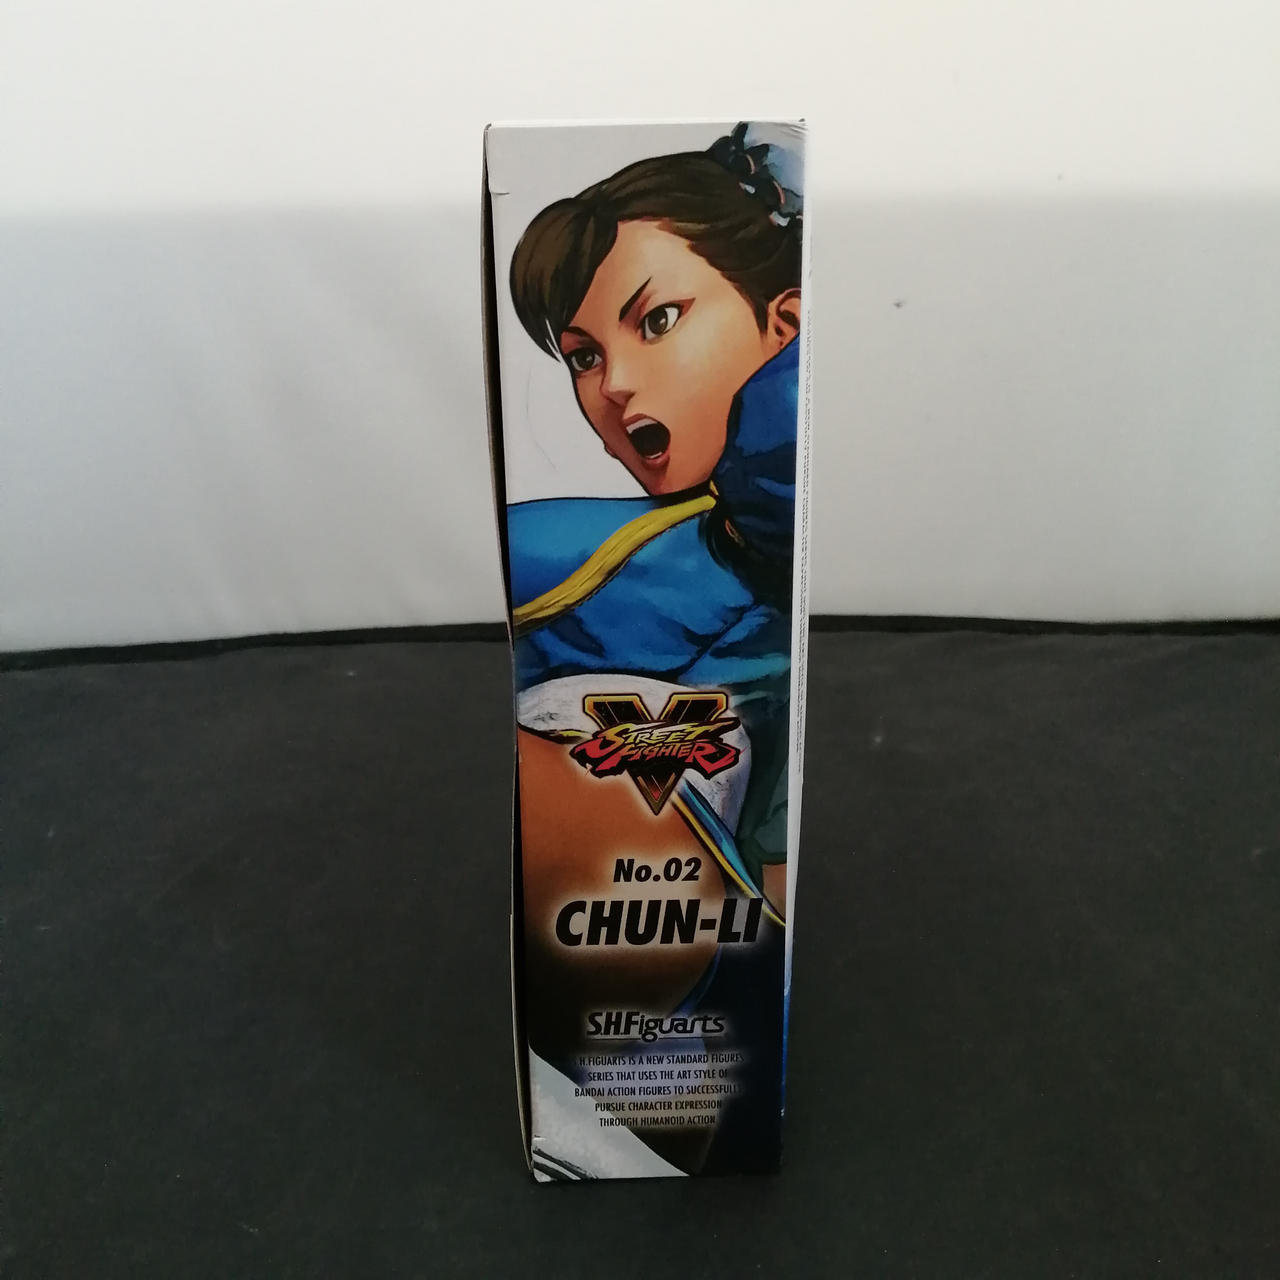 V
STREET
FIGHTER
No.02
CHUN-LI
S.H.Figuarts
S.H.FIGUARTS IS A NEW STANDARD FIGURES
SERIES THAT USES THE ART STYLE OF
BANDAI ACTION FIGURES TO SUCCESSFULLY
PURSUE CHARACTER EXPRESSION
THROUGH HUMANOID ACTION